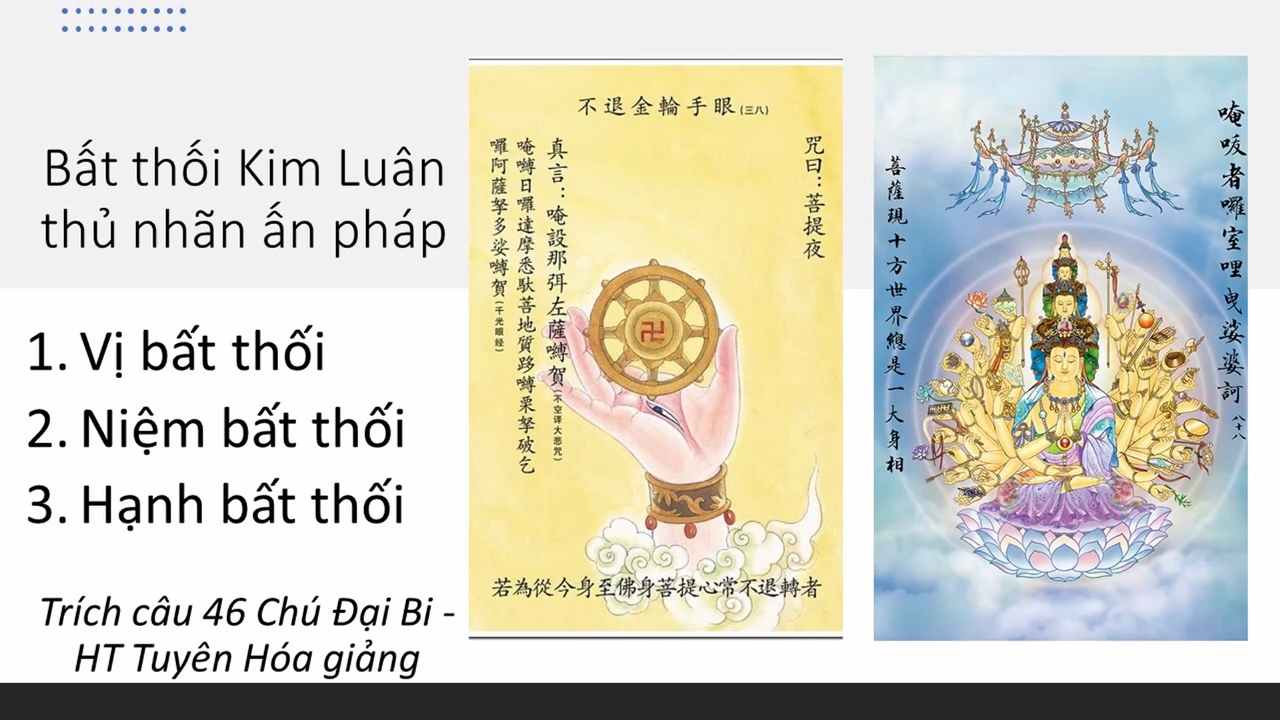 Bất thối Kim Luân
thủ nhãn ấn pháp
1. Vị bất thối
2. Niệm bất thối
3. Hạnh bất thối
Trích câu 46 Chú Đại Bi -
HT Tuyên Hóa giảng
不退金輪手眼(三八)
咒曰：菩提夜
真言：唵設那弭左薩嚩賀(不空译大悲咒)
唵嚩日囉達摩悉馱菩地質跢嚩栗拏破乞
囉阿薩拏多娑嚩賀(千光眼经)
若為從今身至佛身菩提心常不退轉者
唵㕹者囉室哩曳娑婆訶 八十八
菩薩現十方世界總是一大身相